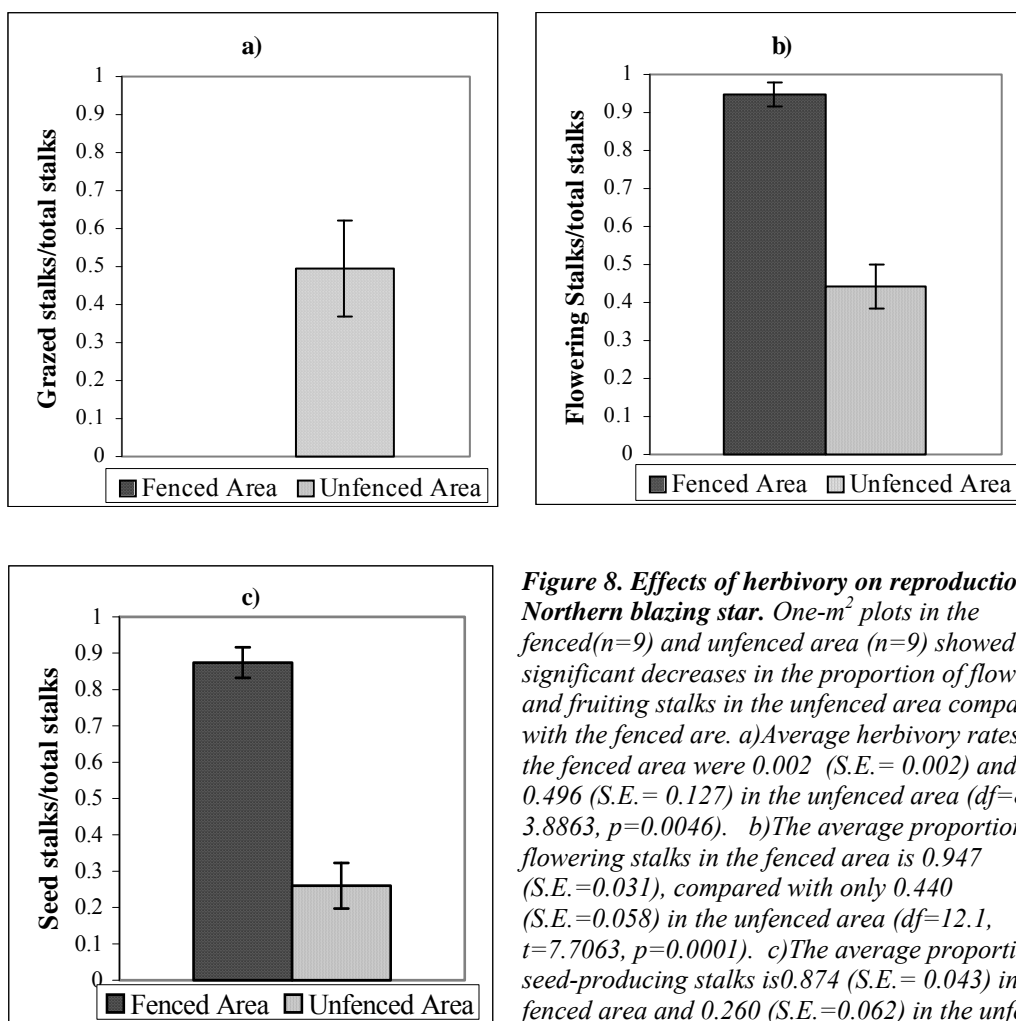 a)
Grazed stalks/total stalks
1
0.9
0.8
0.7
0.6
0.5
0.4
0.3
0.2
0.1
0
Fenced Area Unfenced Area
b)
Flowering Stalks/total stalks
1
0.9
0.8
0.7
0.6
0.5
0.4
0.3
0.2
0.1
0
Fenced Area Unfenced Area
c)
Seed stalks/total stalks
1
0.9
0.8
0.7
0.6
0.5
0.4
0.3
0.2
0.1
0
Fenced Area Unfenced Area
Figure 8. Effects of herbivory on reproductio
Northern blazing star. One-m² plots in the
fenced(n=9) and unfenced area (n=9) showed
significant decreases in the proportion of flow
and fruiting stalks in the unfenced area compa
with the fenced are. a)Average herbivory rates
the fenced area were 0.002 (S.E.= 0.002) and
0.496 (S.E.= 0.127) in the unfenced area (df=
3.8863, p=0.0046). b)The average proportion
flowering stalks in the fenced area is 0.947
(S.E.=0.031), compared with only 0.440
(S.E.=0.058) in the unfenced area (df=12.1,
t=7.7063, p=0.0001). c)The average proporti
seed-producing stalks is0.874 (S.E.= 0.043) in
fenced area and 0.260 (S.E.=0.062) in the unfe